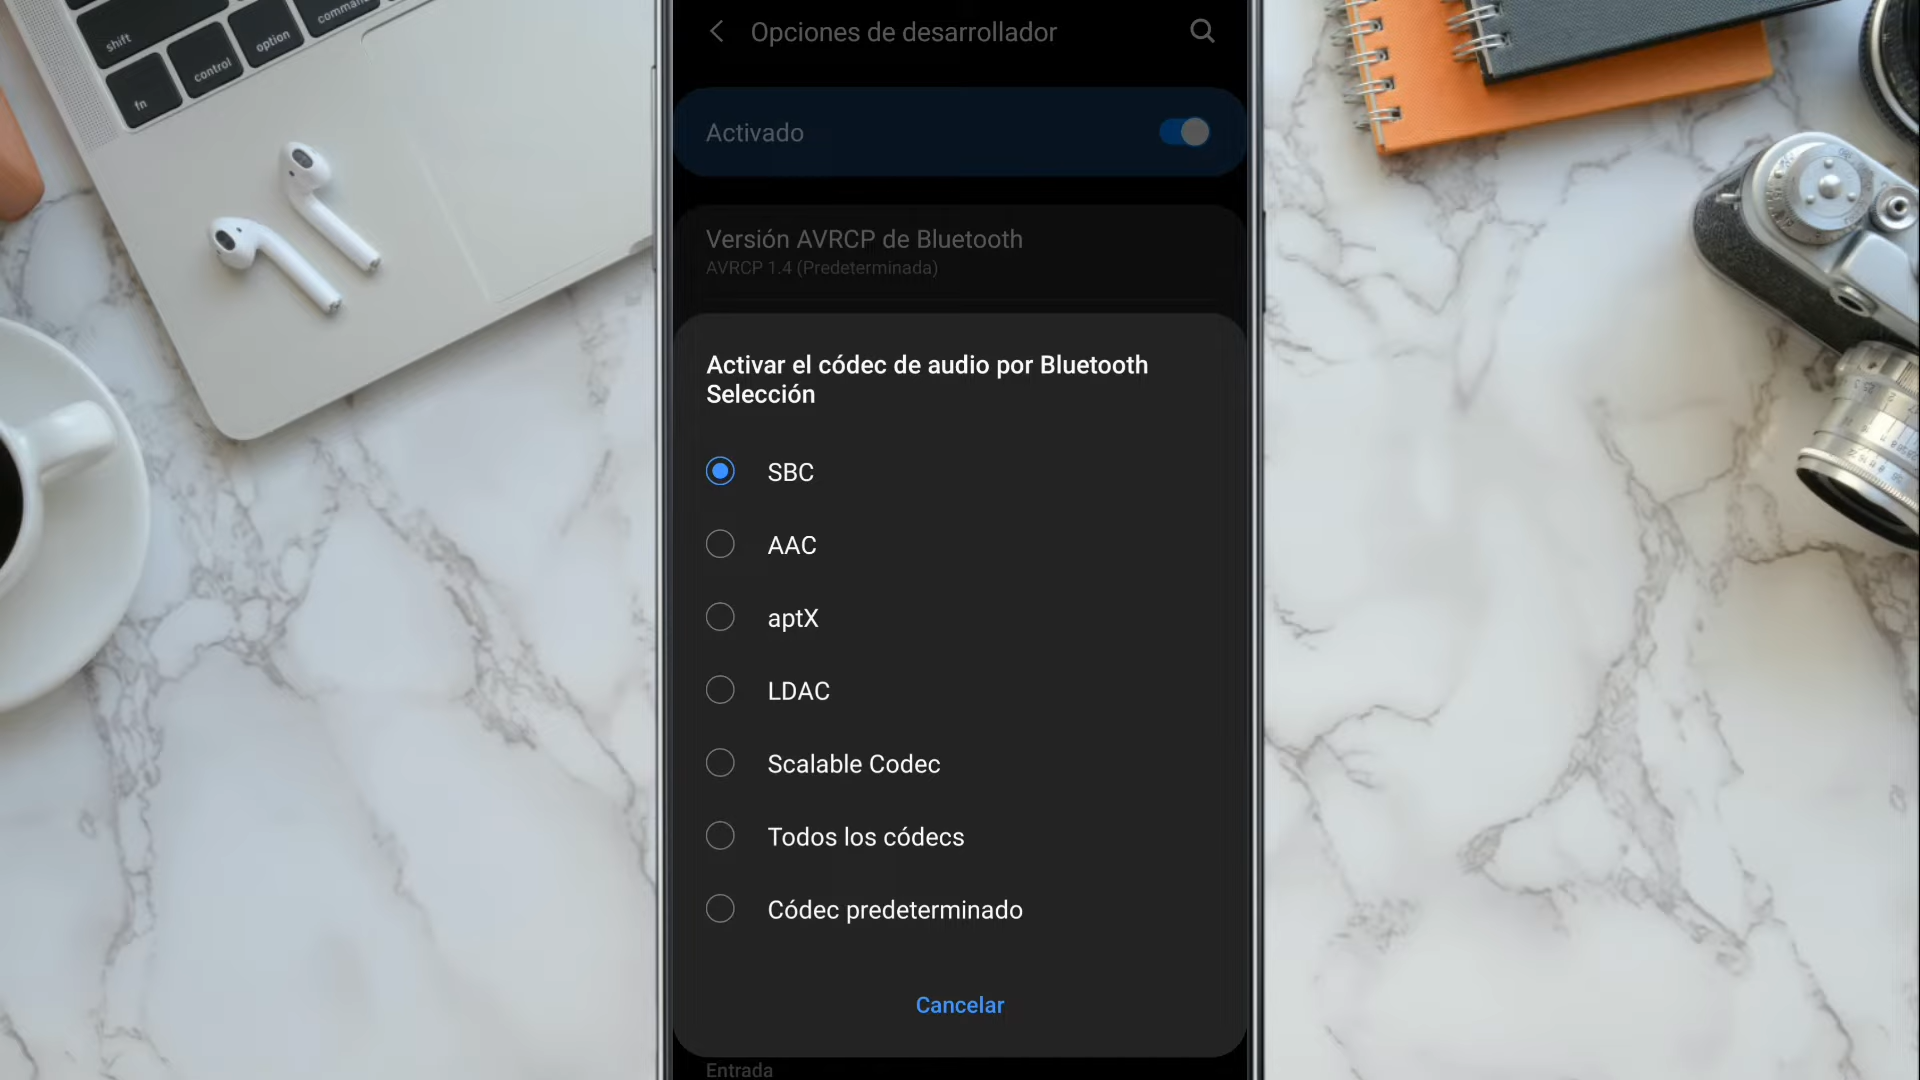 shift
command
option
control
fn
Opciones de desarrollador
Activado
Versión AVRCP de Bluetooth
AVRCP 1.4 (Predeterminada)
Activar el códec de audio por Bluetooth
Selección
SBC
AAC
aptX
LDAC
Scalable Codec
Todos los códecs
Códec predeterminado
Cancelar
Entrada